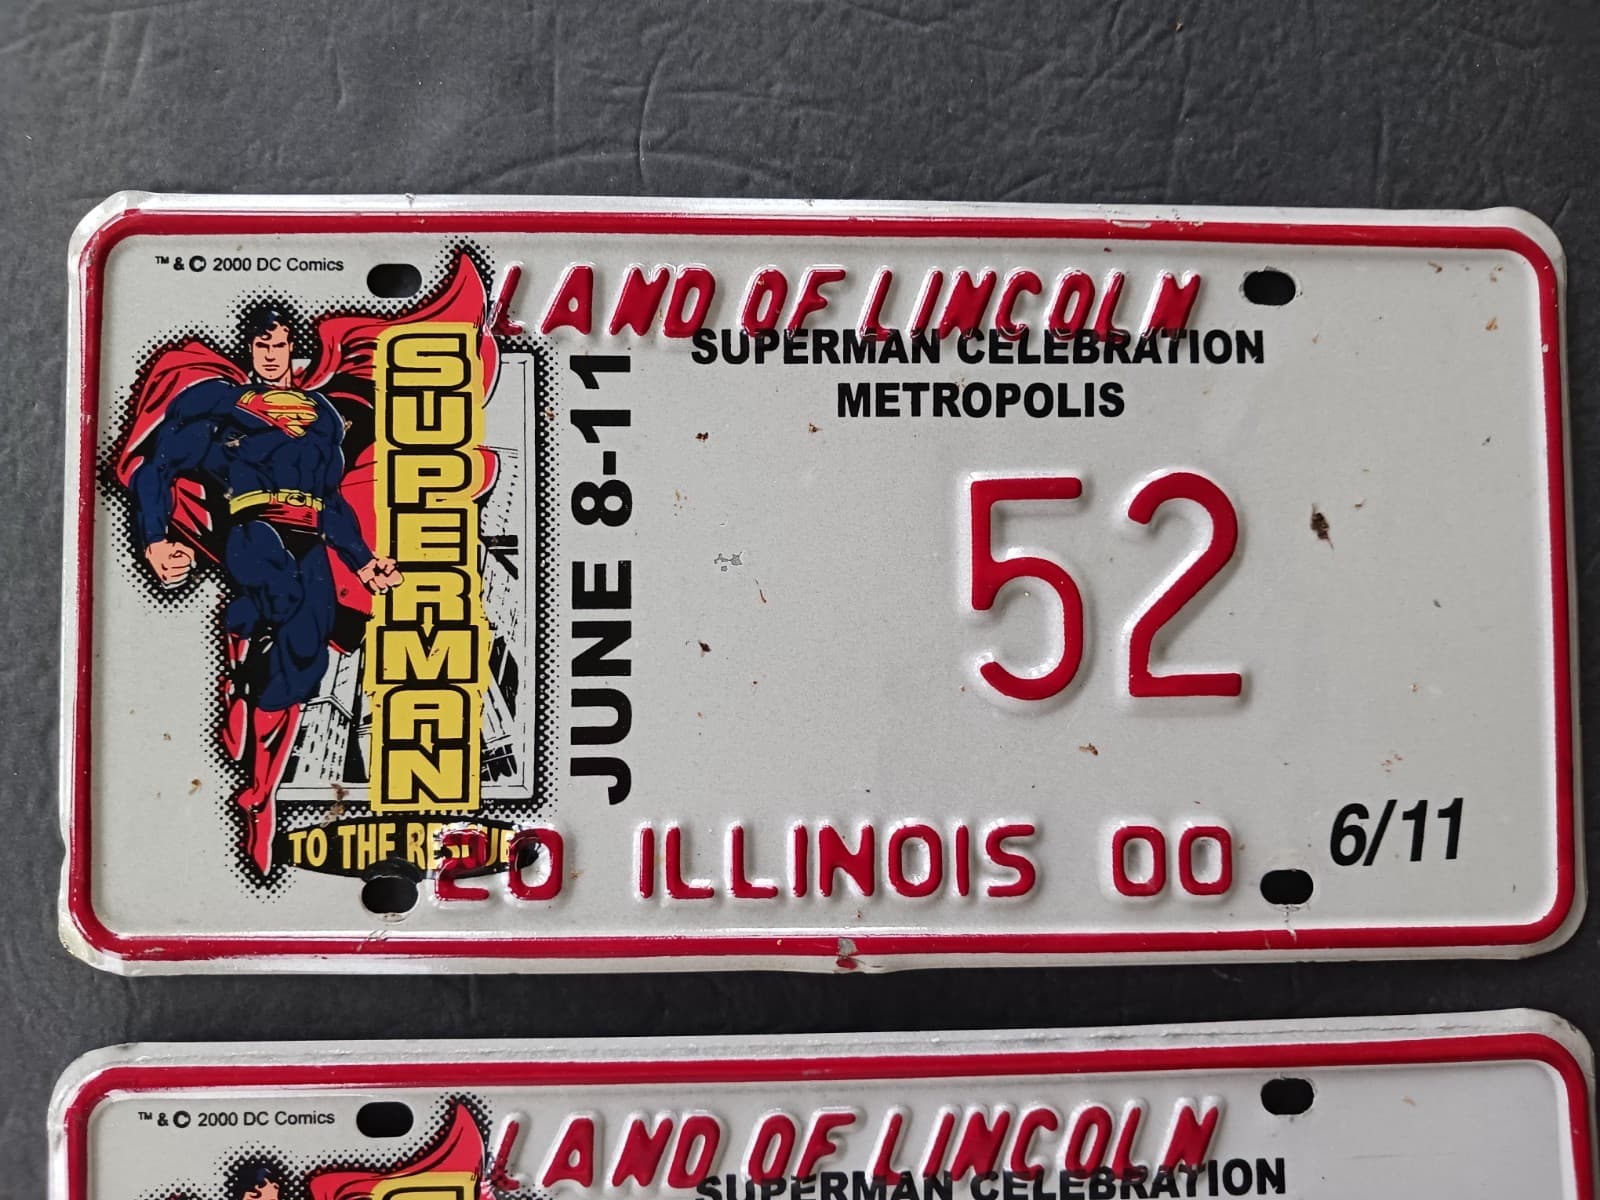 ™ & © 2000 DC Comics
LAND OF LINCOLN
SUPERMAN CELEBRATION
METROPOLIS
SUPERMAN
JUNE 8-11
52
TO THE RESCUE
20 ILLINOIS 00
6/11
™ & © 2000 DC Comics
LAND OF LINCOLN
SUPERMAN CELEBRATION